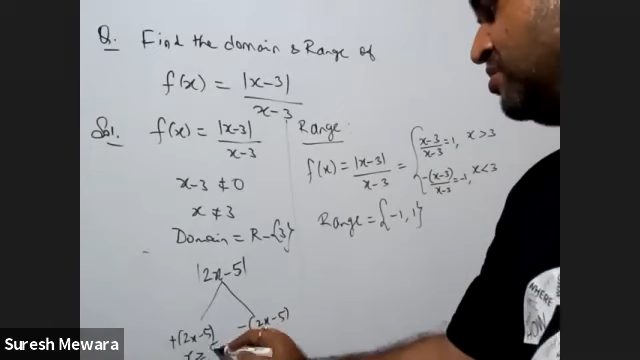 Q. Find the domain & Range of
f(x) = |x-3| / x-3
Sol. f(x) = |x-3| / x-3
x-3 ≠ 0
x ≠ 3
Domain = R-{3}
Range
f(x) = |x-3| / x-3 = { x-3 / x-3 = 1, x > 3
-(x-3) / x-3 = -1, x < 3
Range = {-1, 1}
|2x-5|
+(2x-5) -(2x-5)
x ≥
WHERE
Suresh Mewara